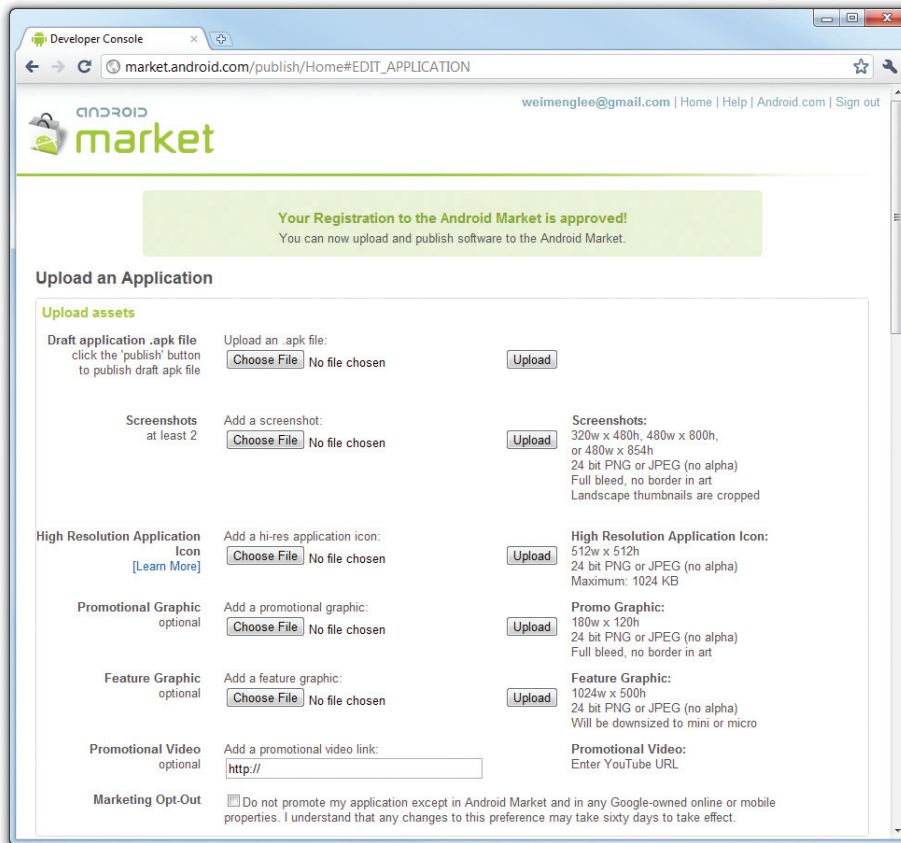 Developer Console
market.android.com/publish/Home#EDIT_APPLICATION
weimenglee@gmail.com | Home | Help | Android.com | Sign out
android
market
Your Registration to the Android Market is approved!
You can now upload and publish software to the Android Market.
Upload an Application
Upload assets
Draft application .apk file
click the 'publish' button
to publish draft apk file
Upload an .apk file:
Choose File No file chosen
Upload
Screenshots
at least 2
Add a screenshot:
Choose File No file chosen
Upload
Screenshots:
320w x 480h, 480w x 800h,
or 480w x 854h
24 bit PNG or JPEG (no alpha)
Full bleed, no border in art
Landscape thumbnails are cropped
High Resolution Application
Icon
[Learn More]
Add a hi-res application icon:
Choose File No file chosen
Upload
High Resolution Application Icon:
512w x 512h
24 bit PNG or JPEG (no alpha)
Maximum: 1024 KB
Promotional Graphic
optional
Add a promotional graphic:
Choose File No file chosen
Upload
Promo Graphic:
180w x 120h
24 bit PNG or JPEG (no alpha)
Full bleed, no border in art
Feature Graphic
optional
Add a feature graphic:
Choose File No file chosen
Upload
Feature Graphic:
1024w x 500h
24 bit PNG or JPEG (no alpha)
Will be downsized to mini or micro
Promotional Video
optional
Add a promotional video link:
http://
Promotional Video:
Enter YouTube URL
Marketing Opt-Out
Do not promote my application except in Android Market and in any Google-owned online or mobile
properties. I understand that any changes to this preference may take sixty days to take effect.